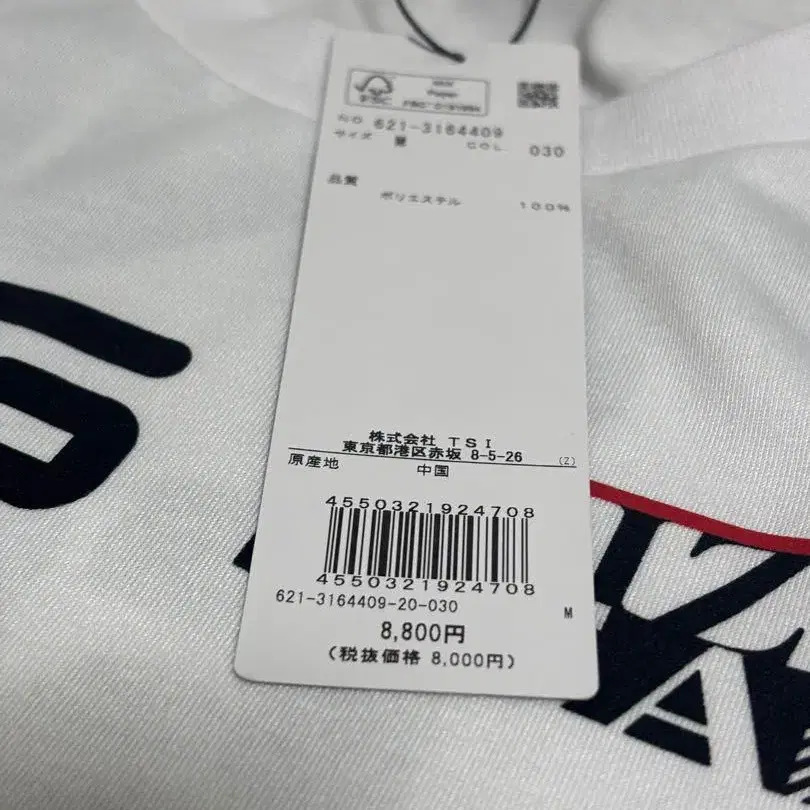 FSC
MIX
Paper
NO 621-3164409
サイズ M COL. 030
品質
ポリエステル 100%
株式会社 TSI
東京都港区赤坂 8-5-26 (Z)
原産地 中国
4550321924708
4550321924708
621-3164409-20-030 M
8,800円
(税抜価格 8,000円)
A